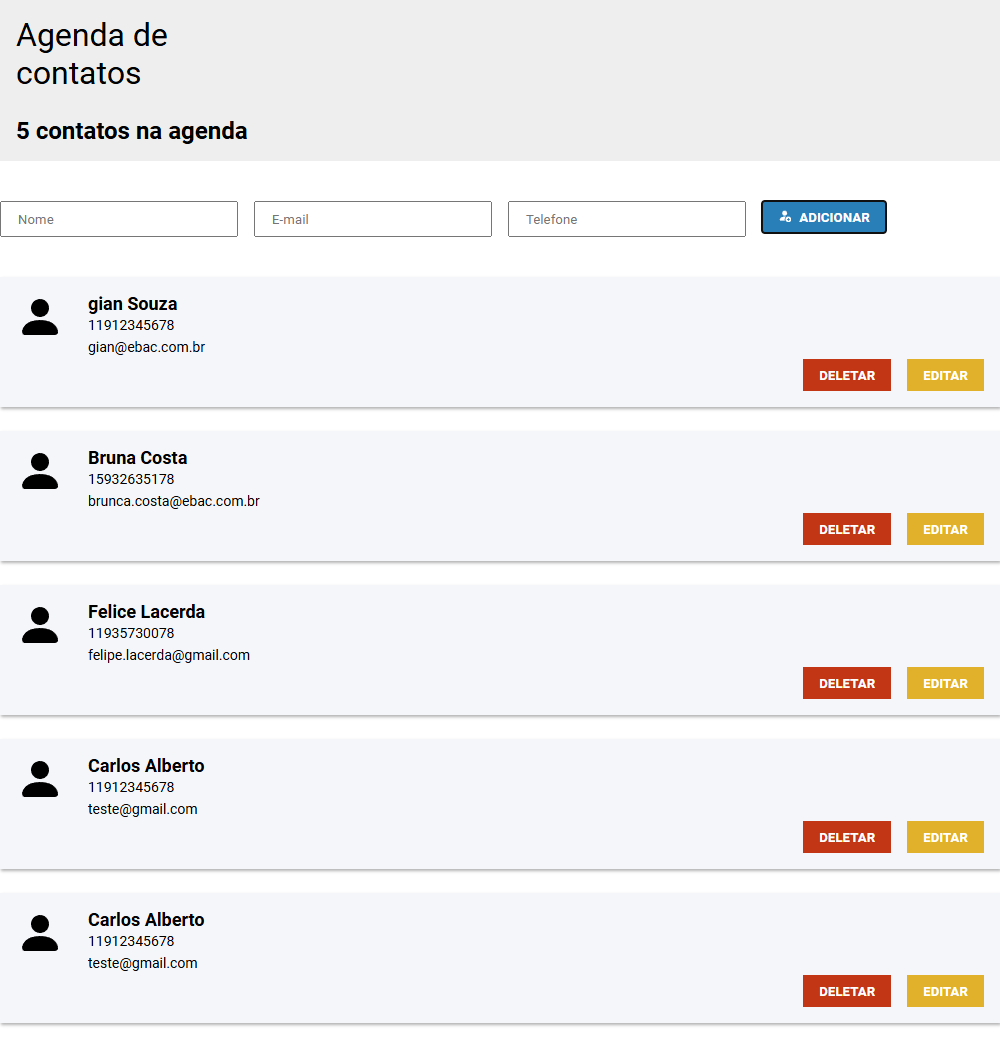 Agenda de
contatos
5 contatos na agenda
Nome
E-mail
Telefone
ADICIONAR
gian Souza
11912345678
gian@ebac.com.br
DELETAR
EDITAR
Bruna Costa
15932635178
brunca.costa@ebac.com.br
DELETAR
EDITAR
Felice Lacerda
11935730078
felipe.lacerda@gmail.com
DELETAR
EDITAR
Carlos Alberto
11912345678
teste@gmail.com
DELETAR
EDITAR
Carlos Alberto
11912345678
teste@gmail.com
DELETAR
EDITAR